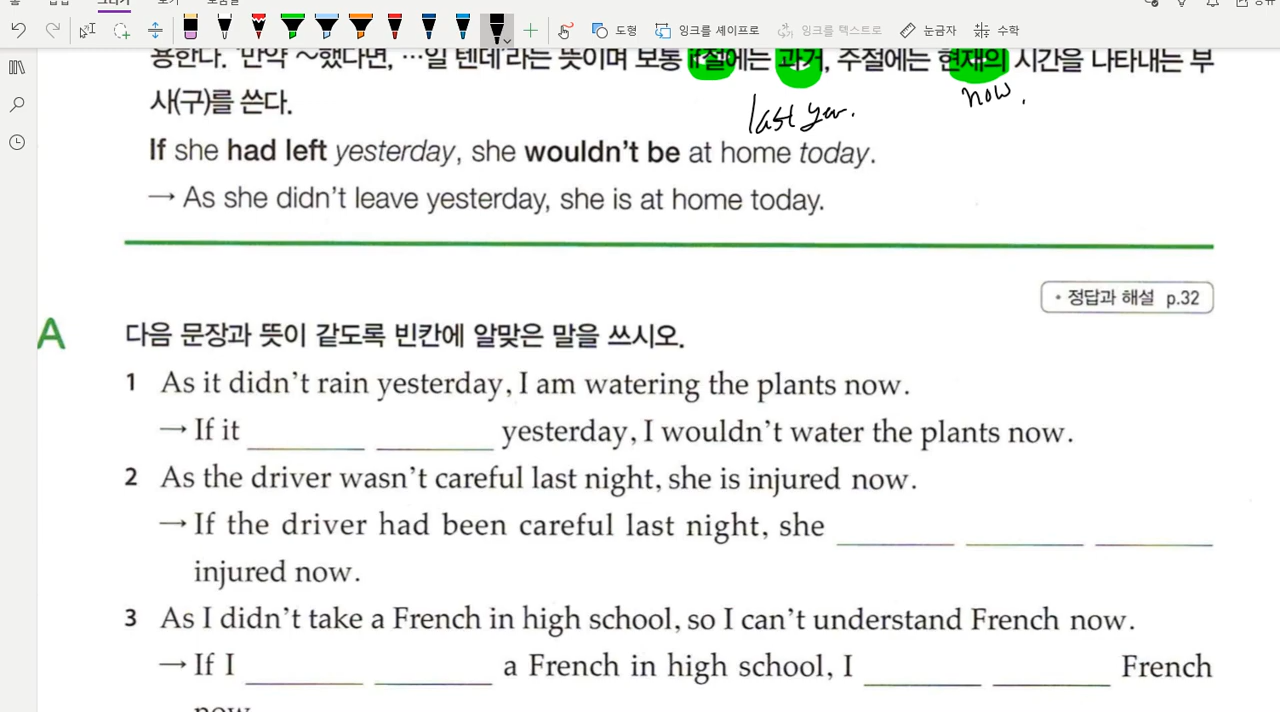 도형
잉크를 셰이프로
잉크를 텍스트로
눈금자
수학
용한다. '만약 ~했다면, …일 텐데'라는 뜻이며 보통 if절에는 과거, 주절에는 현재의 시간을 나타내는 부
사(구)를 쓴다.
last year.
now.
If she had left yesterday, she wouldn't be at home today.
→ As she didn't leave yesterday, she is at home today.
• 정답과 해설 p.32
A 다음 문장과 뜻이 같도록 빈칸에 알맞은 말을 쓰시오.
1 As it didn't rain yesterday, I am watering the plants now.
→ If it ________ ________ yesterday, I wouldn't water the plants now.
2 As the driver wasn't careful last night, she is injured now.
→ If the driver had been careful last night, she ________ ________ ________
injured now.
3 As I didn't take a French in high school, so I can't understand French now.
→ If I ________ ________ a French in high school, I ________ ________ French
now.